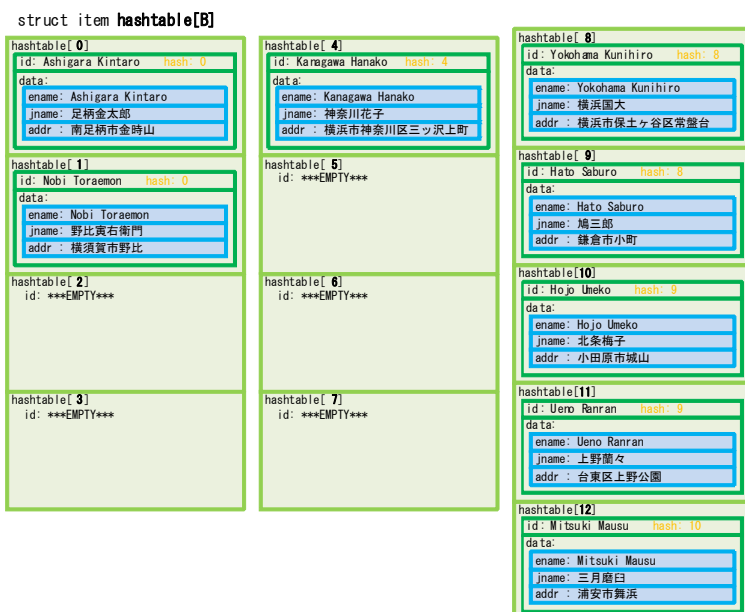 struct item hashtable[B]
hashtable[ 0]
id: Ashigara Kintaro hash: 0
data:
ename: Ashigara Kintaro
jname: 足柄金太郎
addr : 南足柄市金時山
hashtable[ 1]
id: Nobi Toraemon hash: 0
data:
ename: Nobi Toraemon
jname: 野比寅右衛門
addr : 横須賀市野比
hashtable[ 2]
id: ***EMPTY***
hashtable[ 3]
id: ***EMPTY***
hashtable[ 4]
id: Kanagawa Hanako hash: 4
data:
ename: Kanagawa Hanako
jname: 神奈川花子
addr : 横浜市神奈川区三ッ沢上町
hashtable[ 5]
id: ***EMPTY***
hashtable[ 6]
id: ***EMPTY***
hashtable[ 7]
id: ***EMPTY***
hashtable[ 8]
id: Yokohama Kunihiro hash: 8
data:
ename: Yokohama Kunihiro
jname: 横浜国大
addr : 横浜市保土ヶ谷区常盤台
hashtable[ 9]
id: Hato Saburo hash: 8
data:
ename: Hato Saburo
jname: 鳩三郎
addr : 鎌倉市小町
hashtable[10]
id: Hojo Umeko hash: 9
data:
ename: Hojo Umeko
jname: 北条梅子
addr : 小田原市城山
hashtable[11]
id: Ueno Ranran hash: 9
data:
ename: Ueno Ranran
jname: 上野蘭々
addr : 台東区上野公園
hashtable[12]
id: Mitsuki Mausu hash: 10
data:
ename: Mitsuki Mausu
jname: 三月磨臼
addr : 浦安市舞浜